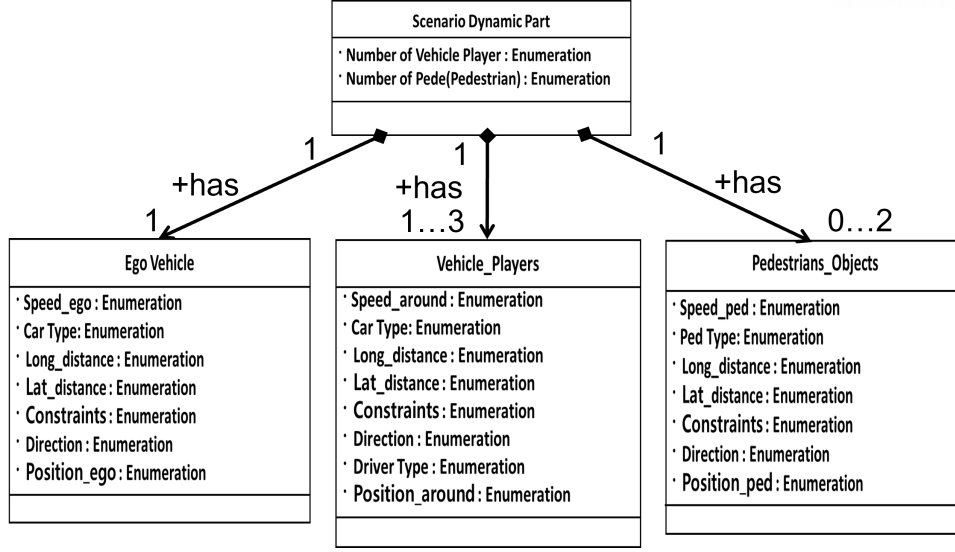 Scenario Dynamic Part
· Number of Vehicle Player : Enumeration
· Number of Pede(Pedestrian) : Enumeration
1
1
1
+has
+has
+has
1
1...3
0...2
Ego Vehicle
· Speed_ego : Enumeration
· Car Type: Enumeration
· Long_distance : Enumeration
· Lat_distance : Enumeration
· Constraints : Enumeration
· Direction : Enumeration
· Position_ego : Enumeration
Vehicle_Players
· Speed_around : Enumeration
· Car Type: Enumeration
· Long_distance : Enumeration
· Lat_distance : Enumeration
· Constraints : Enumeration
· Direction : Enumeration
· Driver Type : Enumeration
· Position_around : Enumeration
Pedestrians_Objects
· Speed_ped : Enumeration
· Ped Type: Enumeration
· Long_distance : Enumeration
· Lat_distance : Enumeration
· Constraints : Enumeration
· Direction : Enumeration
· Position_ped : Enumeration